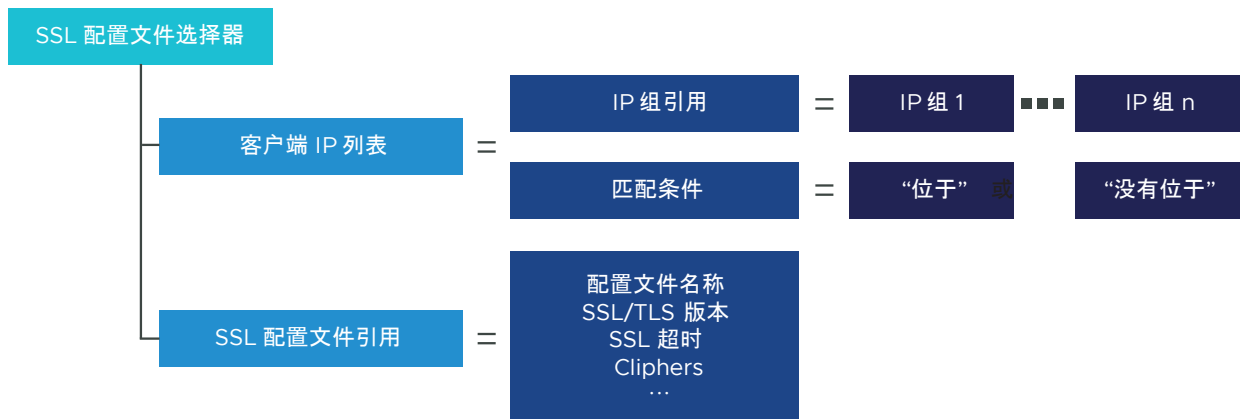 SSL 配置文件选择器
IP 组引用
=
IP 组 1
IP 组 n
客户端 IP 列表
=
匹配条件
=
“位于”
或
“没有位于”
SSL 配置文件引用
=
配置文件名称
SSL/TLS 版本
SSL 超时
Cliphers
…